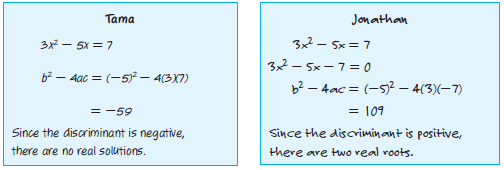 Tama
3x² – 5x = 7
b² – 4ac = (–5)² – 4(3)(7)
= –59
Since the discriminant is negative,
there are no real solutions.
Jonathan
3x² – 5x = 7
3x² – 5x – 7 = 0
b² – 4ac = (–5)² – 4(3)(–7)
= 109
Since the discriminant is positive,
there are two real roots.